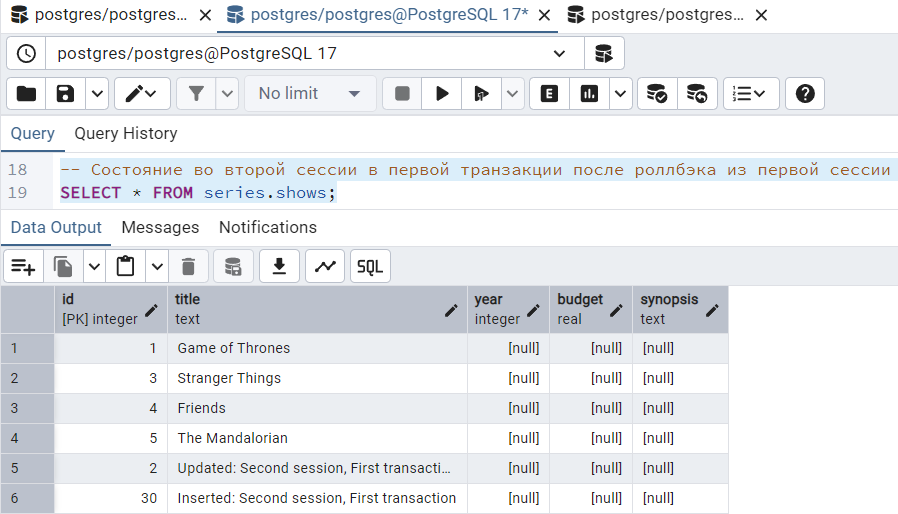 postgres/postgres...
postgres/postgres@PostgreSQL 17*
postgres/postgres...
postgres/postgres@PostgreSQL 17
No limit
E
Query
Query History
18 -- Состояние во второй сессии в первой транзакции после роллбэка из первой сессии
19 SELECT * FROM series.shows;
Data Output
Messages
Notifications
SQL
id title year budget synopsis
[PK] integer text integer real text
1 1 Game of Thrones [null] [null] [null]
2 3 Stranger Things [null] [null] [null]
3 4 Friends [null] [null] [null]
4 5 The Mandalorian [null] [null] [null]
5 2 Updated: Second session, First transacti... [null] [null] [null]
6 30 Inserted: Second session, First transaction [null] [null] [null]